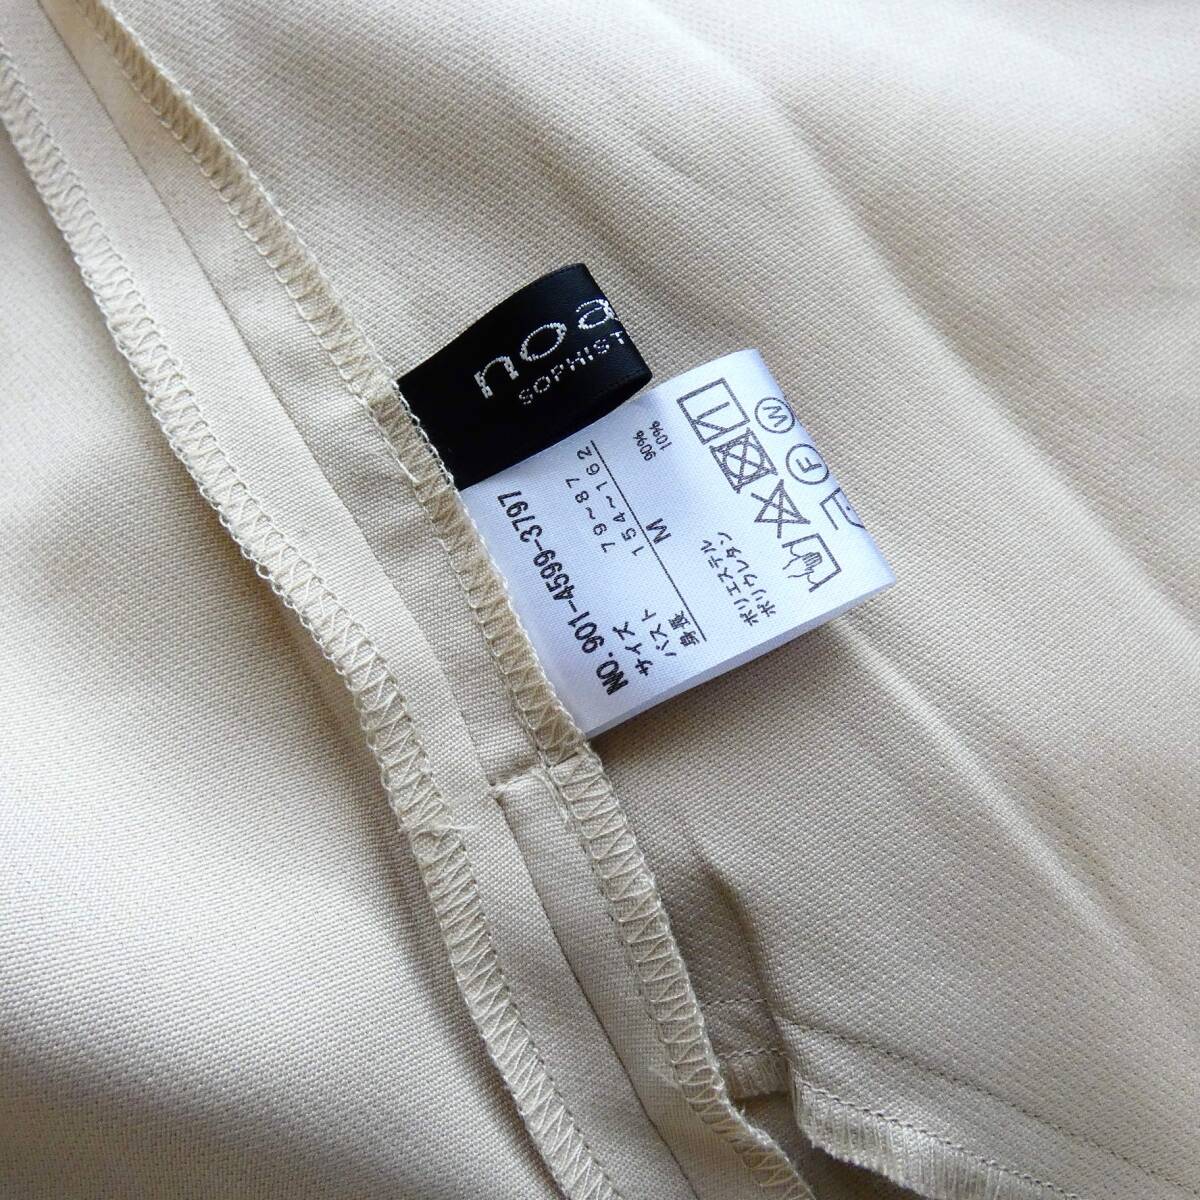 noa
SOPHIST
NO. 901-4599-3797
サイズ
バスト 79~87
身長 154~162
M
ポリエステル 90%
ポリウレタン 10%
F
W